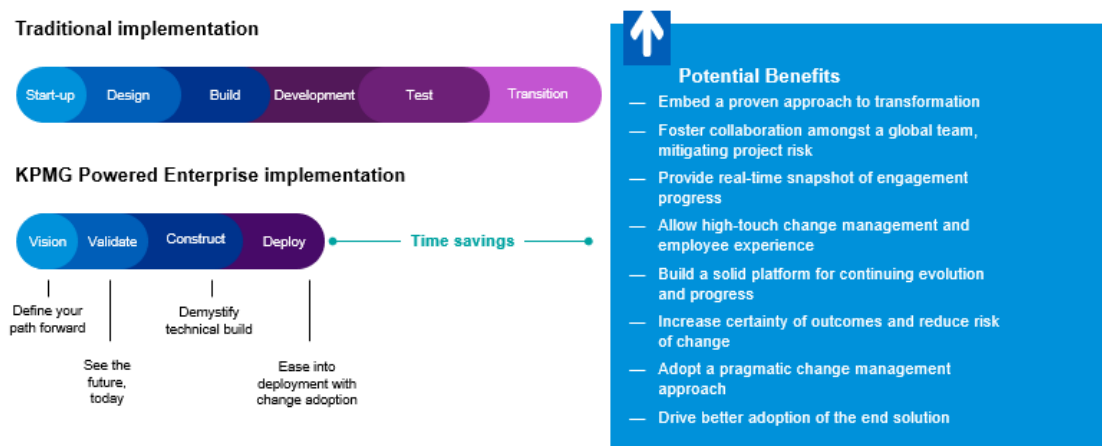 Traditional implementation
Start-up Design Build Development Test Transition
KPMG Powered Enterprise implementation
Vision Validate Construct Deploy Time savings
Define your
path forward
See the
future,
today
Demystify
technical build
Ease into
deployment with
change adoption
Potential Benefits
— Embed a proven approach to transformation
— Foster collaboration amongst a global team,
mitigating project risk
— Provide real-time snapshot of engagement
progress
— Allow high-touch change management and
employee experience
— Build a solid platform for continuing evolution
and progress
— Increase certainty of outcomes and reduce risk
of change
— Adopt a pragmatic change management
approach
— Drive better adoption of the end solution